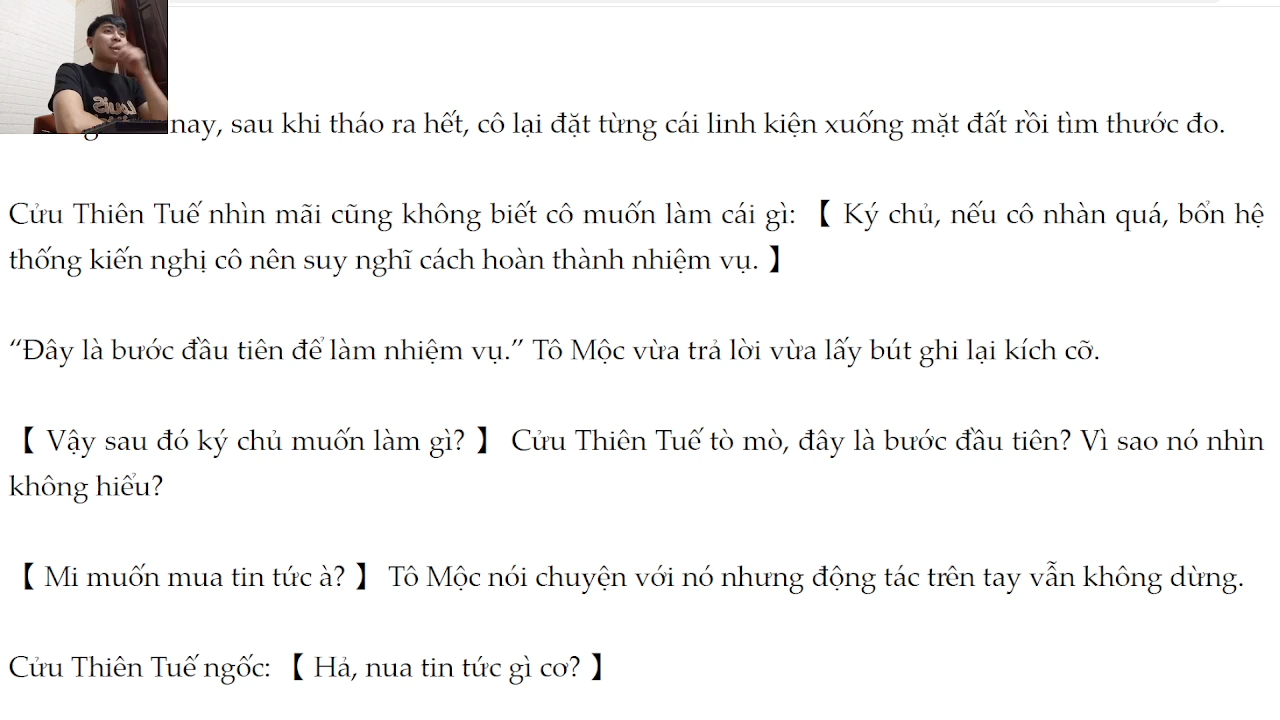 nay, sau khi tháo ra hết, cô lại đặt từng cái linh kiện xuống mặt đất rồi tìm thước đo.
Cửu Thiên Tuế nhìn mãi cũng không biết cô muốn làm cái gì: 【 Ký chủ, nếu cô nhàn quá, bổn hệ
thống kiến nghị cô nên suy nghĩ cách hoàn thành nhiệm vụ. 】
“Đây là bước đầu tiên để làm nhiệm vụ.” Tô Mộc vừa trả lời vừa lấy bút ghi lại kích cỡ.
【 Vậy sau đó ký chủ muốn làm gì? 】 Cửu Thiên Tuế tò mò, đây là bước đầu tiên? Vì sao nó nhìn
không hiểu?
【 Mi muốn mua tin tức à? 】 Tô Mộc nói chuyện với nó nhưng động tác trên tay vẫn không dừng.
Cửu Thiên Tuế ngốc: 【 Hả, nua tin tức gì cơ? 】